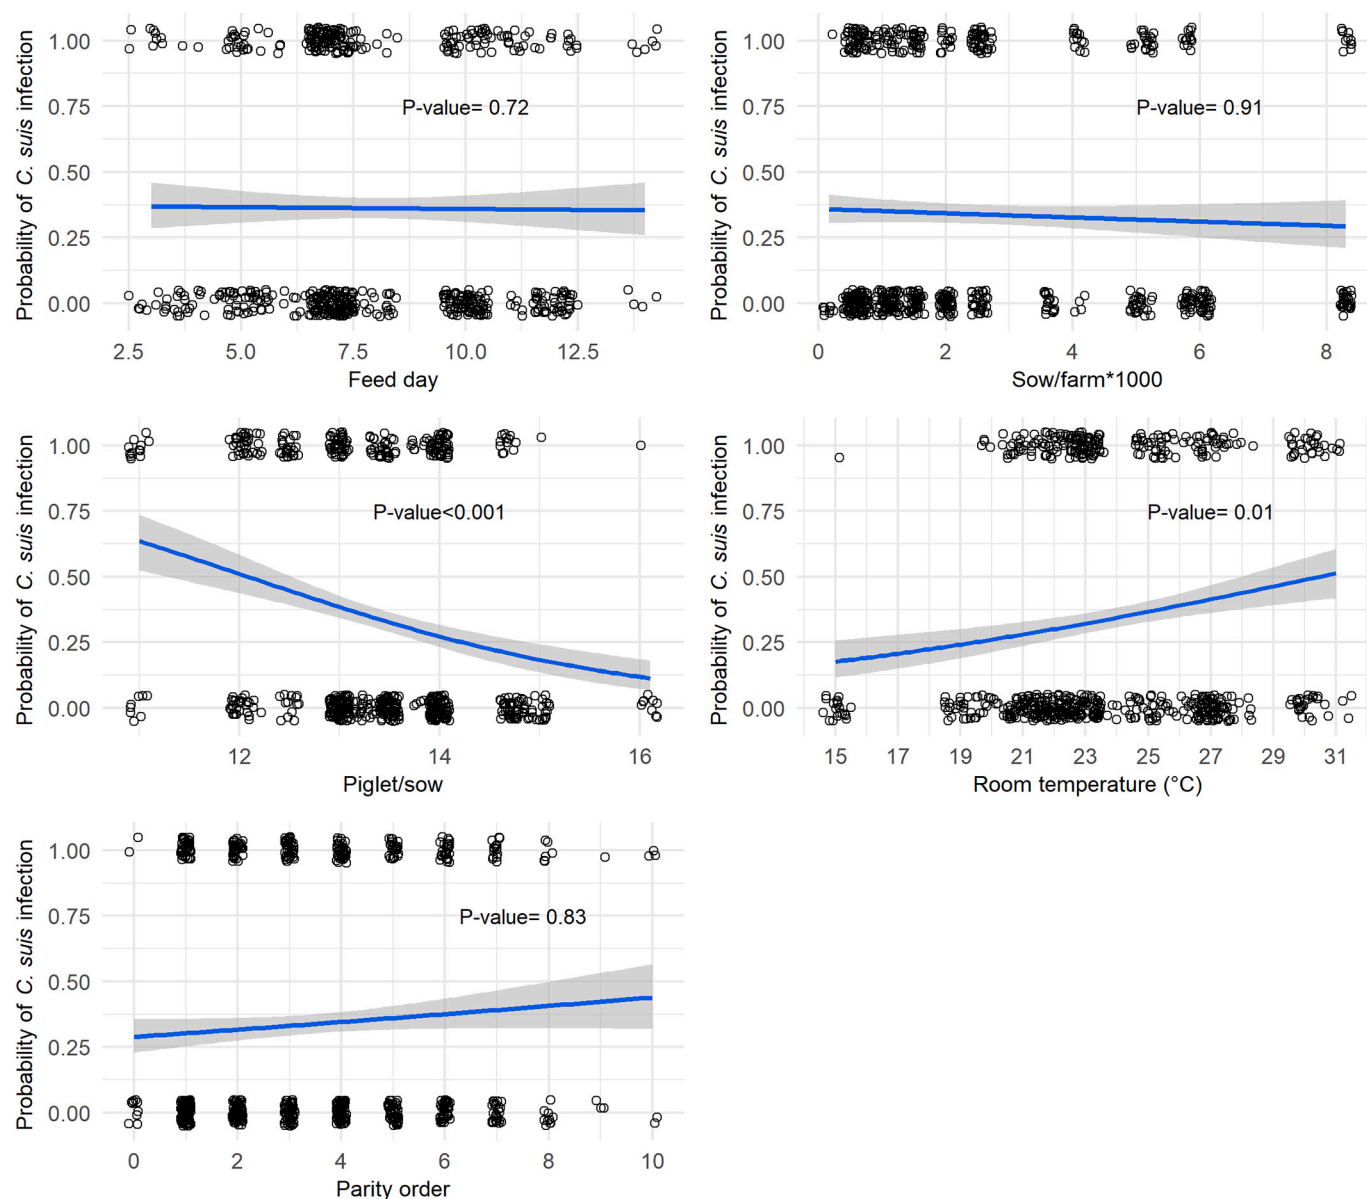 Probability of C. suis infection
1.00
0.75
0.50
0.25
0.00
P-value= 0.72
2.5 5.0 7.5 10.0 12.5
Feed day
Probability of C. suis infection
1.00
0.75
0.50
0.25
0.00
P-value= 0.91
0 2 4 6 8
Sow/farm*1000
Probability of C. suis infection
1.00
0.75
0.50
0.25
0.00
P-value<0.001
12 14 16
Piglet/sow
Probability of C. suis infection
1.00
0.75
0.50
0.25
0.00
P-value= 0.01
15 17 19 21 23 25 27 29 31
Room temperature (°C)
Probability of C. suis infection
1.00
0.75
0.50
0.25
0.00
P-value= 0.83
0 2 4 6 8 10
Parity order